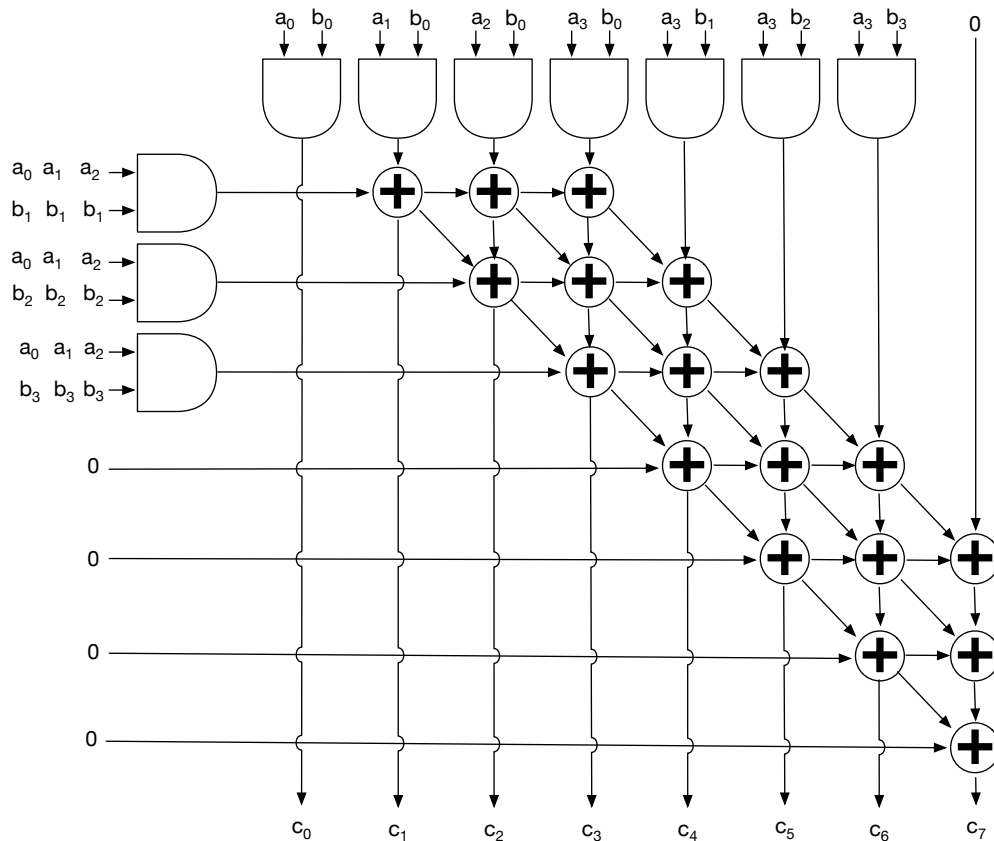 a₀ b₀ a₁ b₀ a₂ b₀ a₃ b₀ a₃ b₁ a₃ b₂ a₃ b₃ 0
a₀ a₁ a₂
b₁ b₁ b₁
a₀ a₁ a₂
b₂ b₂ b₂
a₀ a₁ a₂
b₃ b₃ b₃
0
0
0
0
c₀ c₁ c₂ c₃ c₄ c₅ c₆ c₇